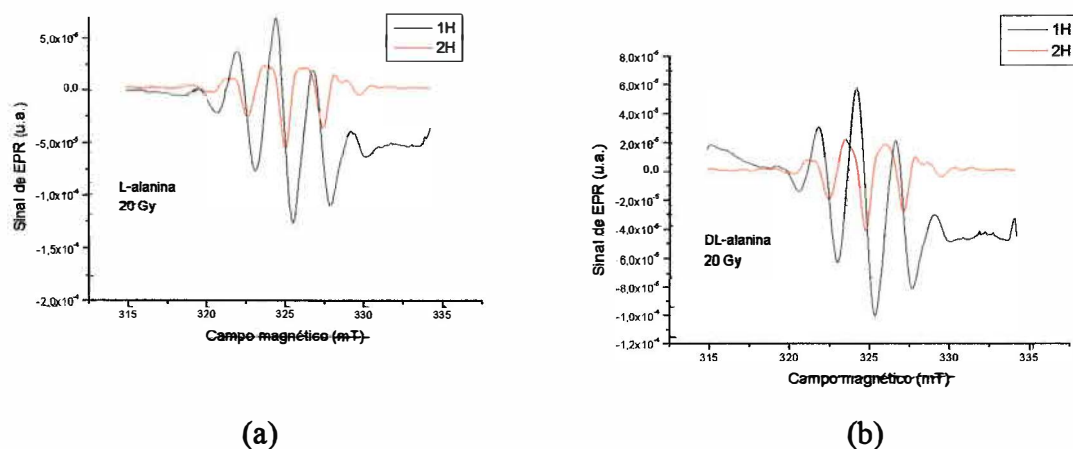 1H
2H
5,0x10⁻⁵
0,0
-5,0x10⁻⁵
-1,0x10⁻⁴
-1,5x10⁻⁴
-2,0x10⁻⁴
Sinal de EPR (u.a.)
L-alanina
20 Gy
315 320 325 330 335
Campo magnético (mT)
(a)
1H
2H
8,0x10⁻⁵
6,0x10⁻⁵
4,0x10⁻⁵
2,0x10⁻⁵
0,0
-2,0x10⁻⁵
-4,0x10⁻⁵
-6,0x10⁻⁵
-8,0x10⁻⁵
-1,0x10⁻⁴
-1,2x10⁻⁴
Sinal de EPR (u.a.)
DL-alanina
20 Gy
315 320 325 330 335
Campo magnético (mT)
(b)